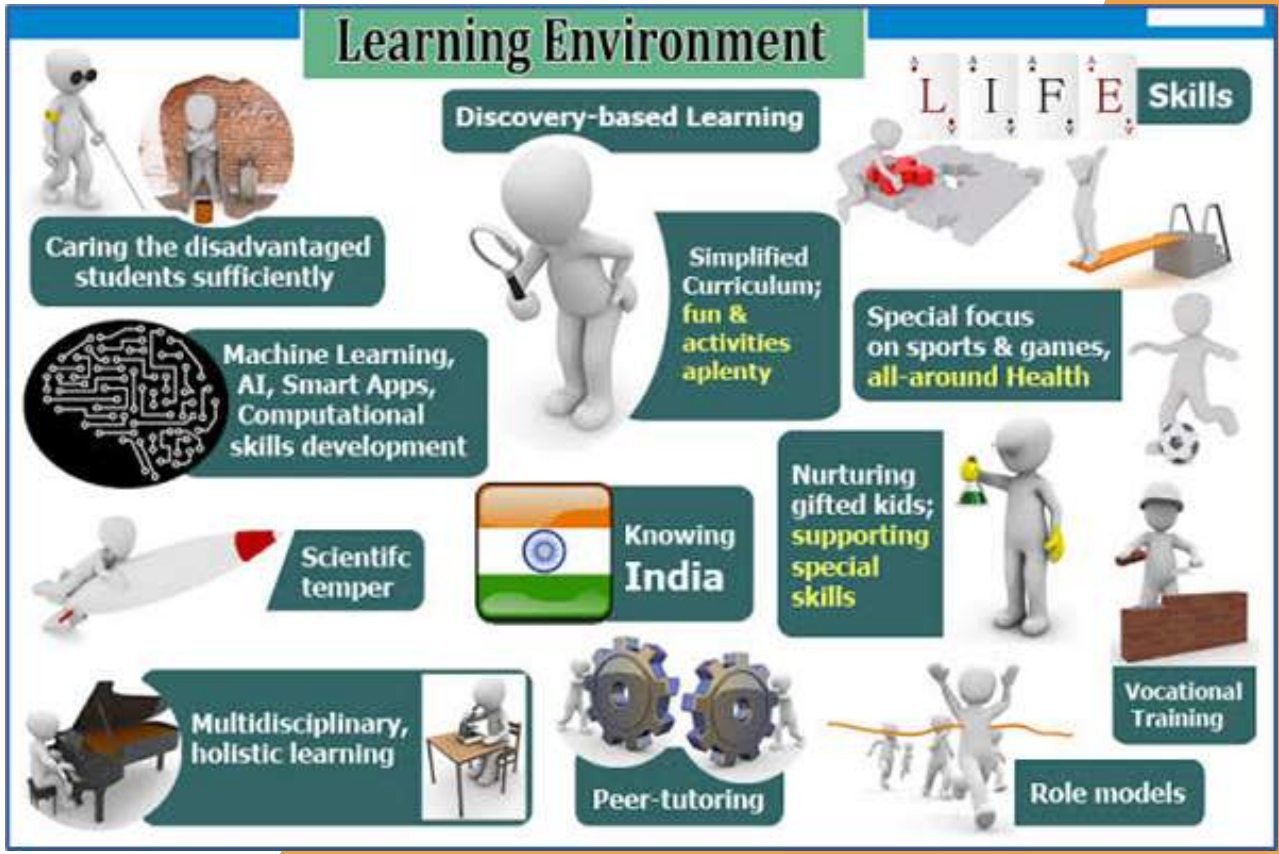 Learning Environment
Discovery-based Learning
L I F E Skills
Caring the disadvantaged
students sufficiently
Simplified
Curriculum;
fun &
activities
aplenty
Special focus
on sports & games,
all-around Health
Machine Learning,
AI, Smart Apps,
Computational
skills development
Nurturing
gifted kids;
supporting
special
skills
Scientifc
temper
Knowing
India
Vocational
Training
Multidisciplinary,
holistic learning
Peer-tutoring
Role models